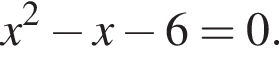 x² − x − 6 = 0.